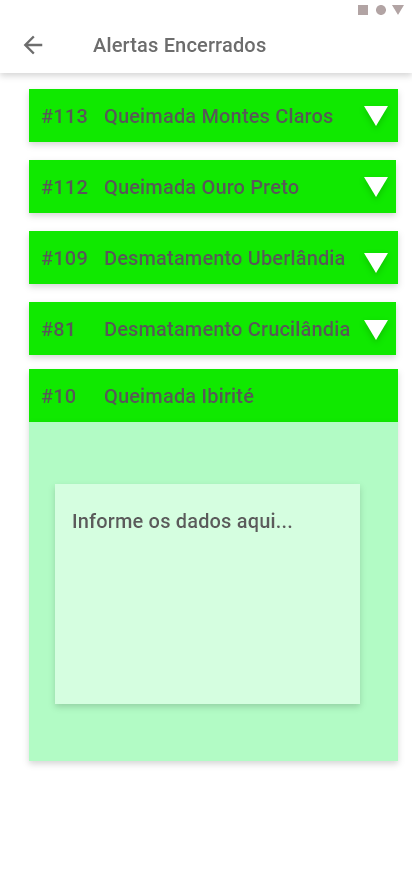 Alertas Encerrados
#113 Queimada Montes Claros
#112 Queimada Ouro Preto
#109 Desmatamento Uberlândia
#81 Desmatamento Crucilândia
#10 Queimada Ibirité
Informe os dados aqui...